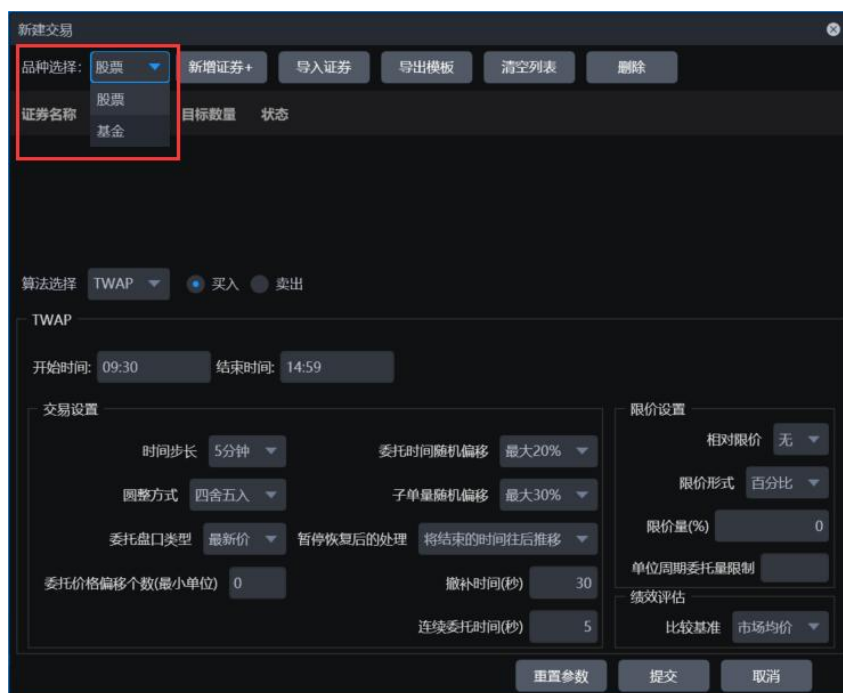 新建交易
品种选择: 股票 新增证券+ 导入证券 导出模板 清空列表 删除
股票
证券名称 目标数量 状态
基金
算法选择 TWAP 买入 卖出
TWAP
开始时间: 09:30 结束时间: 14:59
交易设置 限价设置
时间步长 5分钟 委托时间随机偏移 最大20% 相对限价 无
圆整方式 四舍五入 子单量随机偏移 最大30% 限价形式 百分比
委托盘口类型 最新价 暂停恢复后的处理 将结束的时间往后推移 限价量(%) 0
委托价格偏移个数(最小单位) 0 撤补时间(秒) 30 单位周期委托量限制
绩效评估
连续委托时间(秒) 5 比较基准 市场均价
重置参数 提交 取消